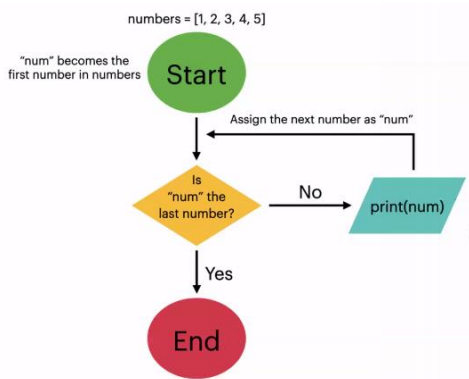 numbers = [1, 2, 3, 4, 5]
“num” becomes the
first number in numbers
Start
Assign the next number as “num”
Is
“num” the
last number?
No
print(num)
Yes
End